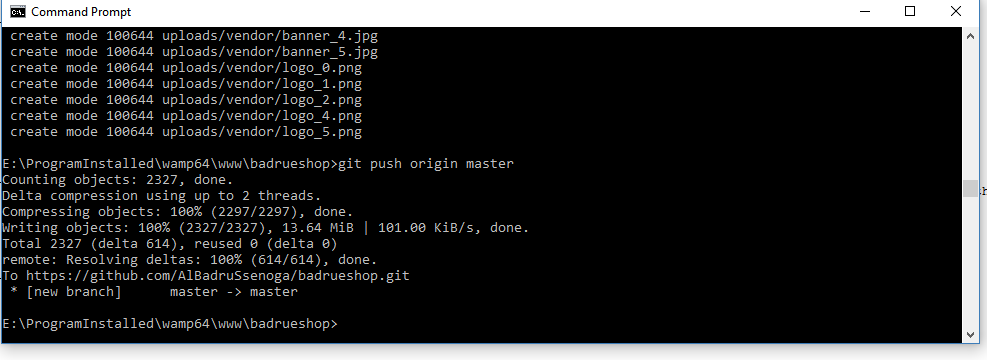 Command Prompt
create mode 100644 uploads/vendor/banner_4.jpg
create mode 100644 uploads/vendor/banner_5.jpg
create mode 100644 uploads/vendor/logo_0.png
create mode 100644 uploads/vendor/logo_1.png
create mode 100644 uploads/vendor/logo_2.png
create mode 100644 uploads/vendor/logo_4.png
create mode 100644 uploads/vendor/logo_5.png
E:\ProgramInstalled\wamp64\www\badrueshop>git push origin master
Counting objects: 2327, done.
Delta compression using up to 2 threads.
Compressing objects: 100% (2297/2297), done.
Writing objects: 100% (2327/2327), 13.64 MiB | 101.00 KiB/s, done.
Total 2327 (delta 614), reused 0 (delta 0)
remote: Resolving deltas: 100% (614/614), done.
To https://github.com/AlBadruSsenoga/badrueshop.git
* [new branch]      master -> master
E:\ProgramInstalled\wamp64\www\badrueshop>